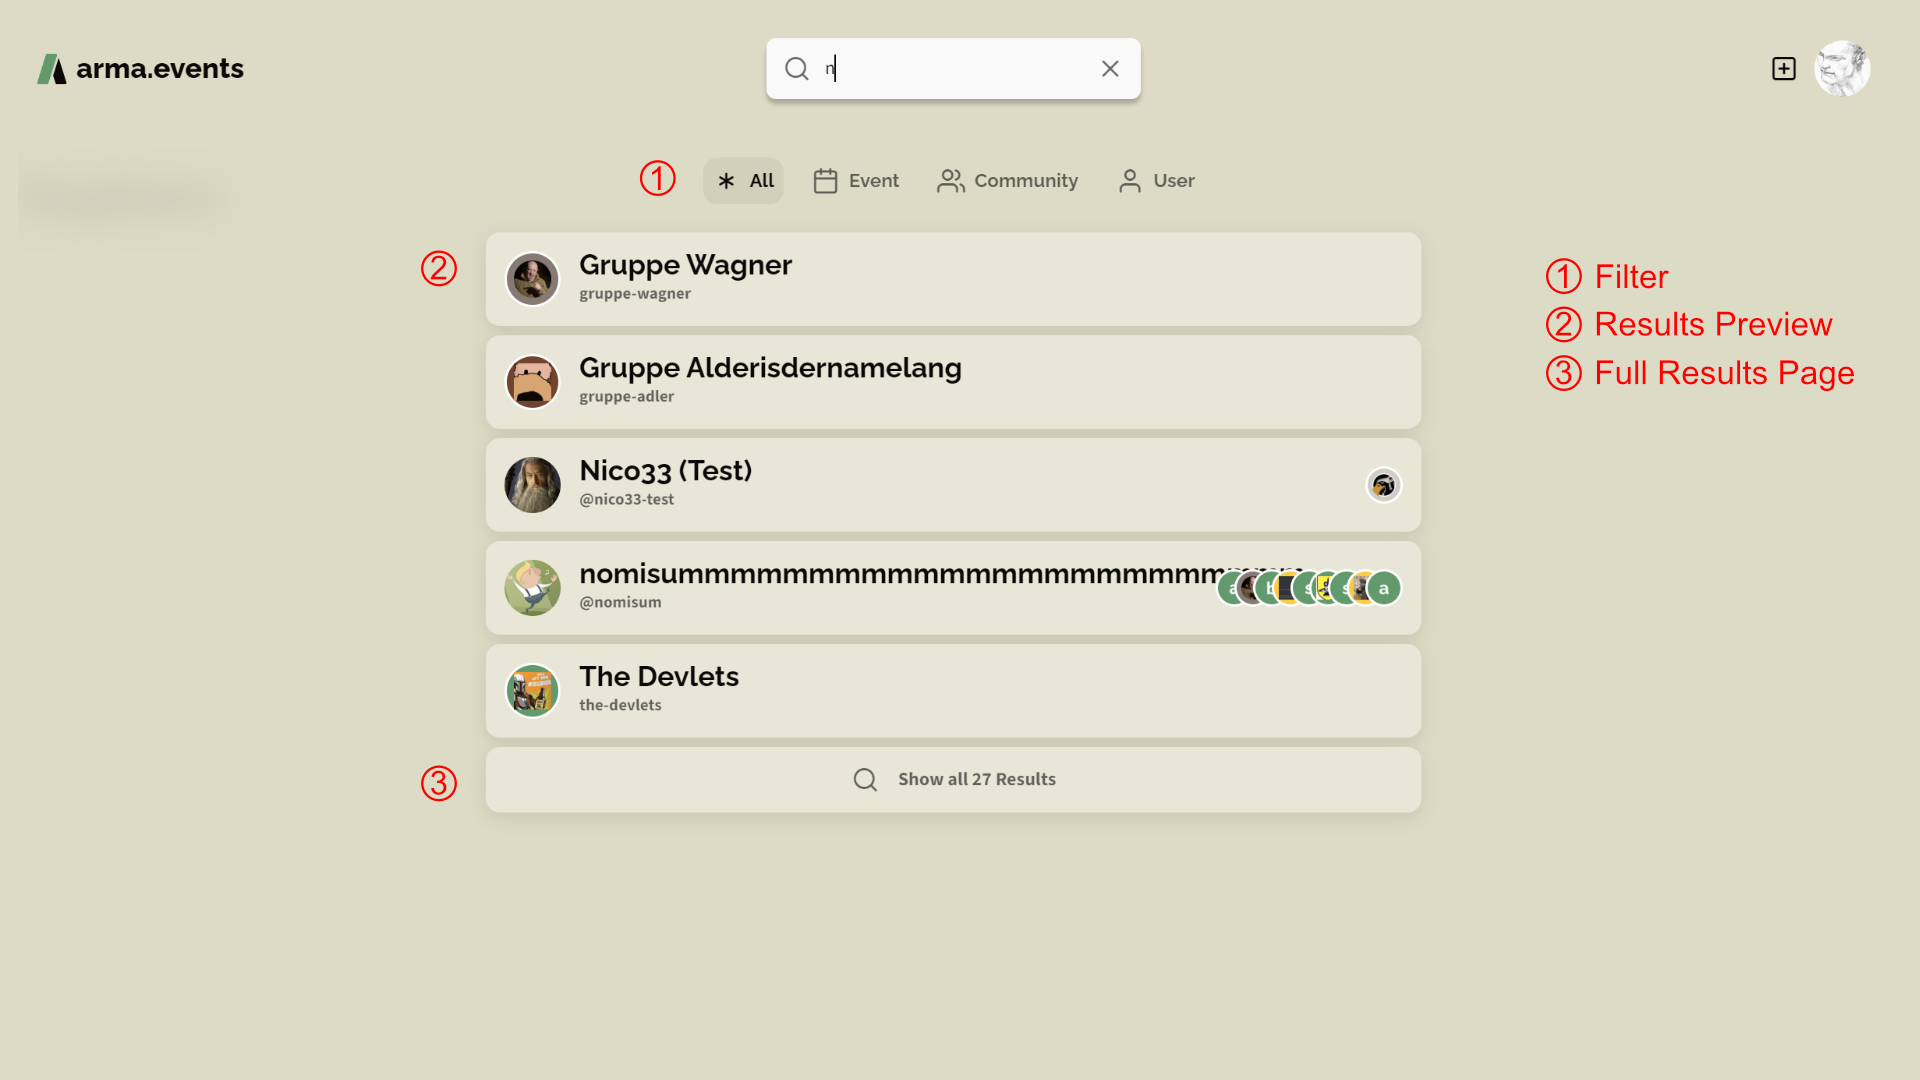 arma.events
n
① * All Event Community User
② Gruppe Wagner
gruppe-wagner
Gruppe Alderisdernamelang
gruppe-adler
Nico33 (Test)
@nico33-test
nomisummmmmmmmmmmmmmmmmmmmm
@nomisum
a
The Devlets
the-devlets
③ Show all 27 Results
① Filter
② Results Preview
③ Full Results Page